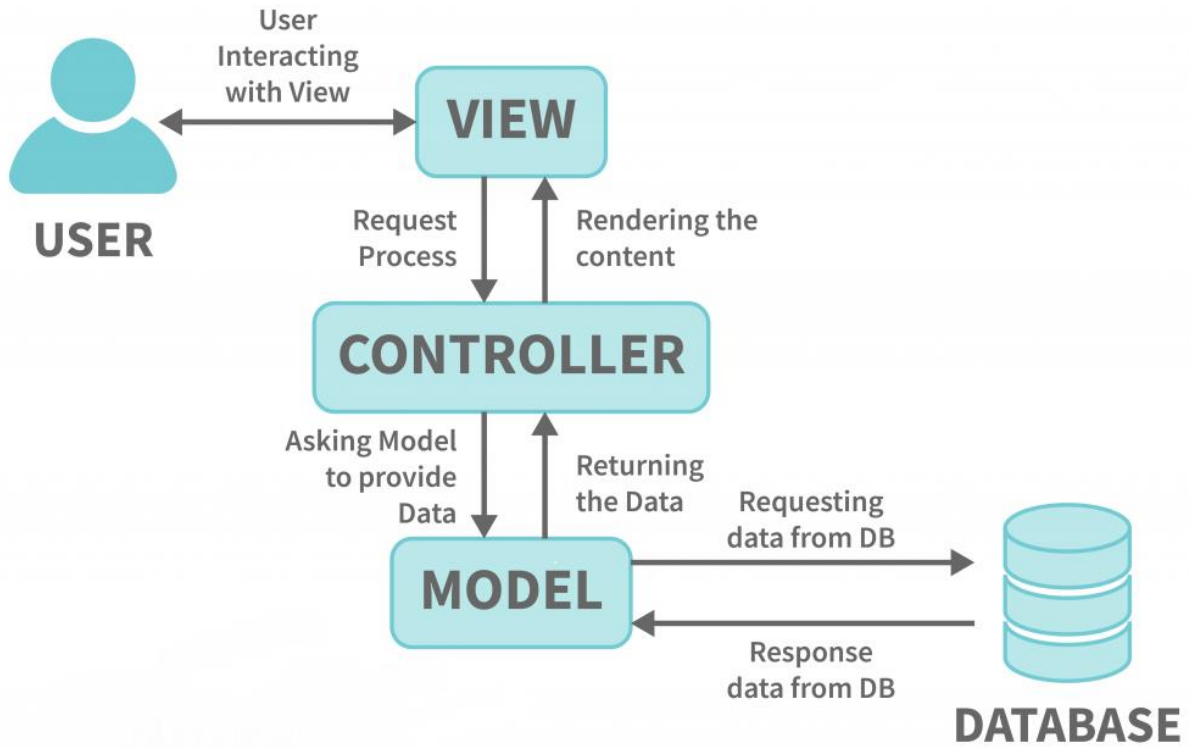 User
Interacting
with View
VIEW
USER
Request
Process
Rendering the
content
CONTROLLER
Asking Model
to provide
Data
Returning
the Data
Requesting
data from DB
MODEL
Response
data from DB
DATABASE